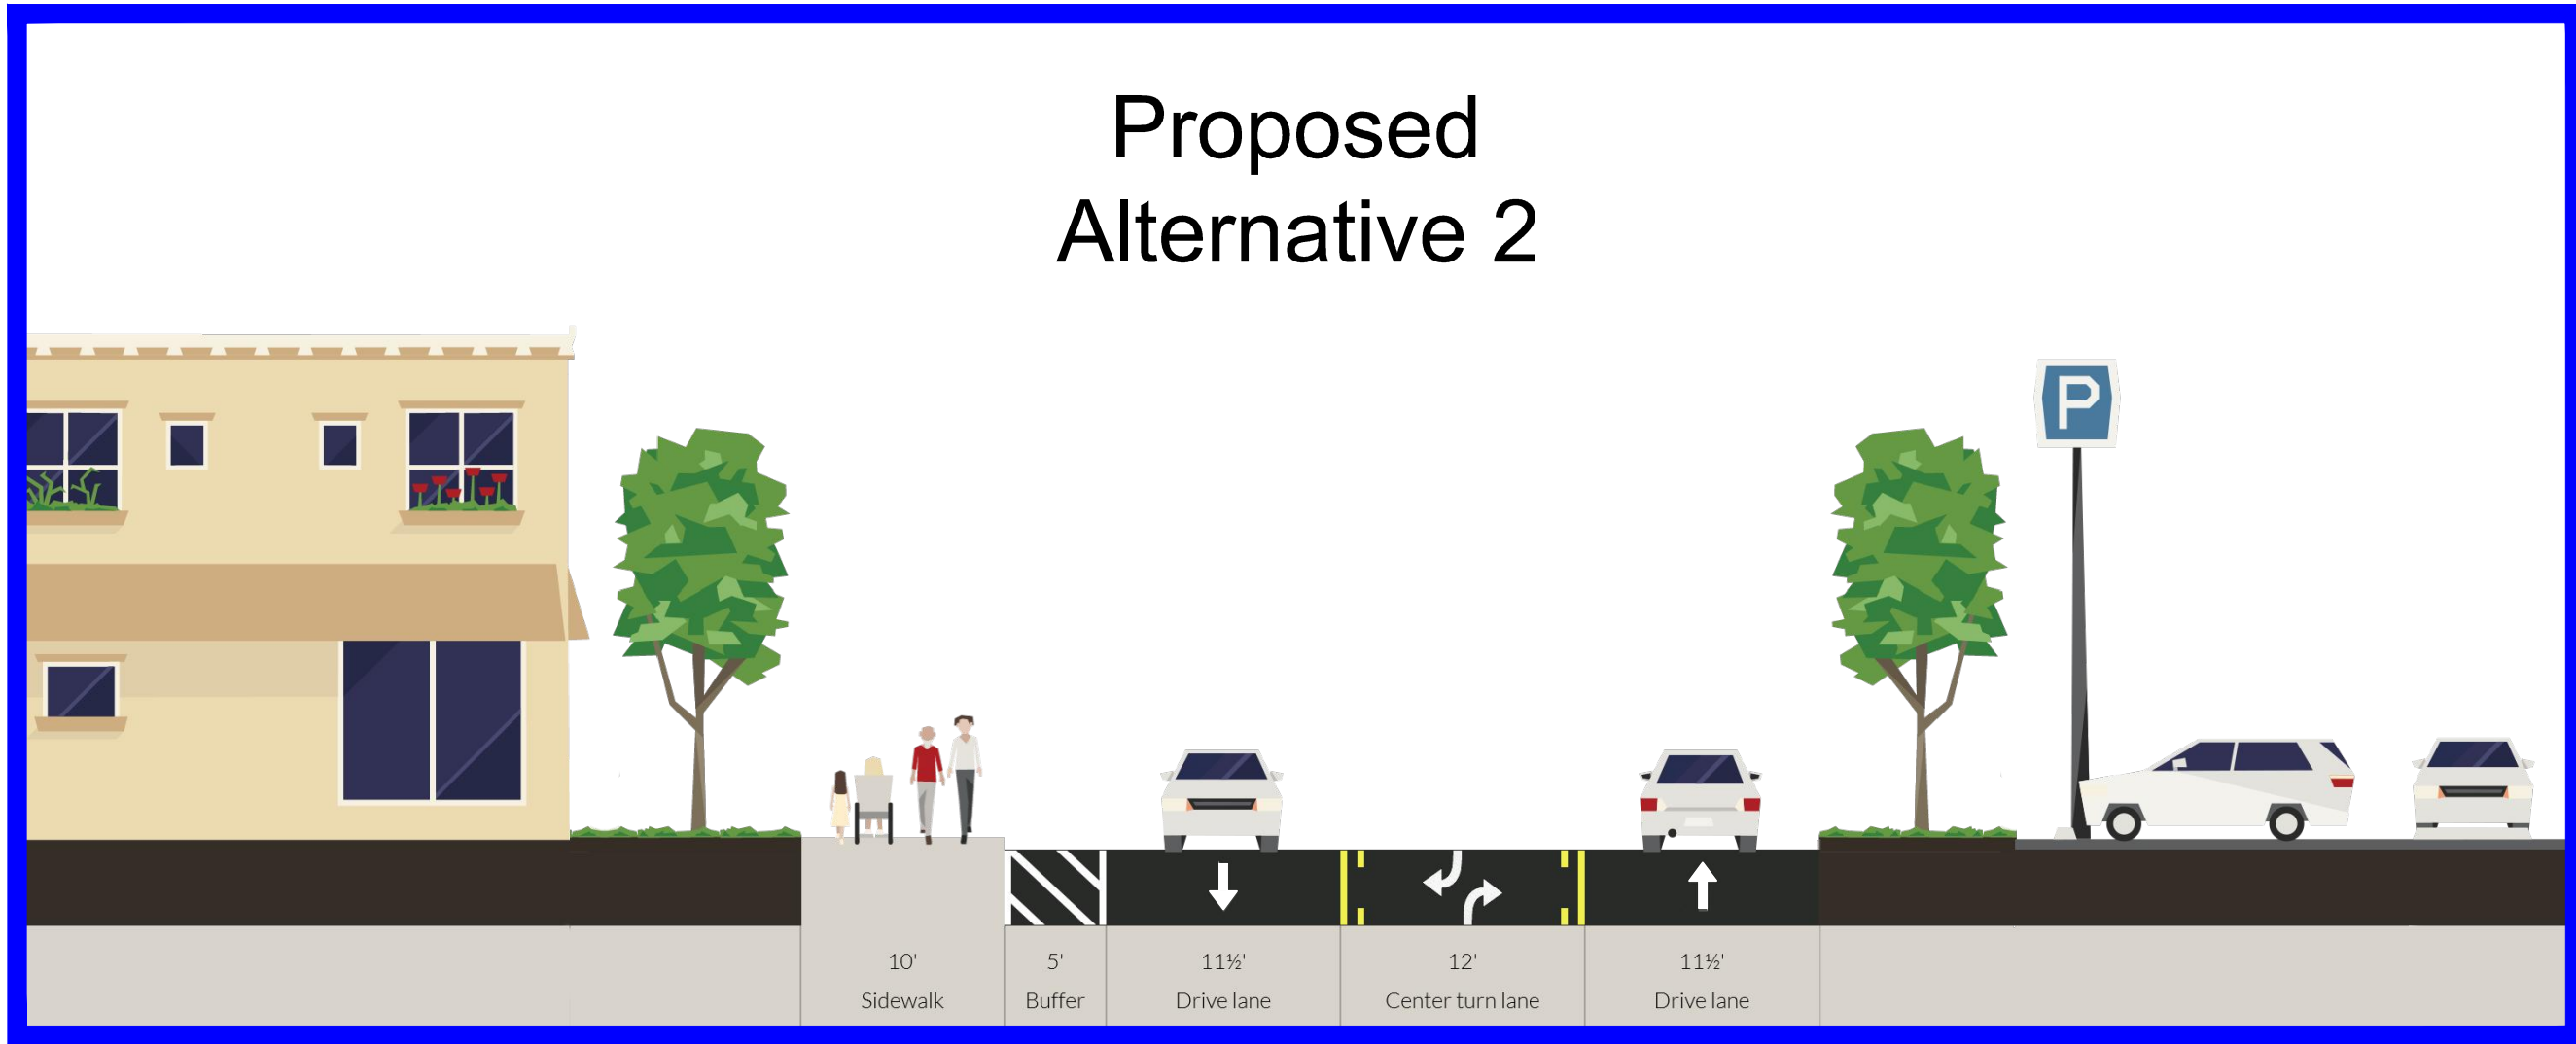 Proposed
Alternative 2
P
10'
Sidewalk
5'
Buffer
11½'
Drive lane
12'
Center turn lane
11½'
Drive lane